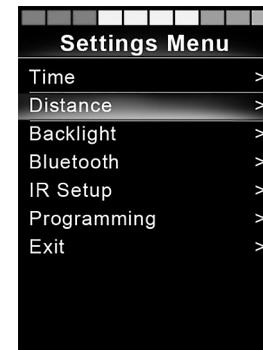 Settings Menu
Time >
Distance >
Backlight >
Bluetooth >
IR Setup >
Programming >
Exit >